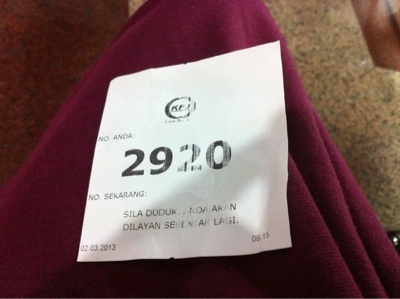 NO. ANDA:
2920
NO. SEKARANG:
SILA DUDUK. ANDA AKAN
DILAYAN SEBENTAR LAGI.
02.03.2013 09:15